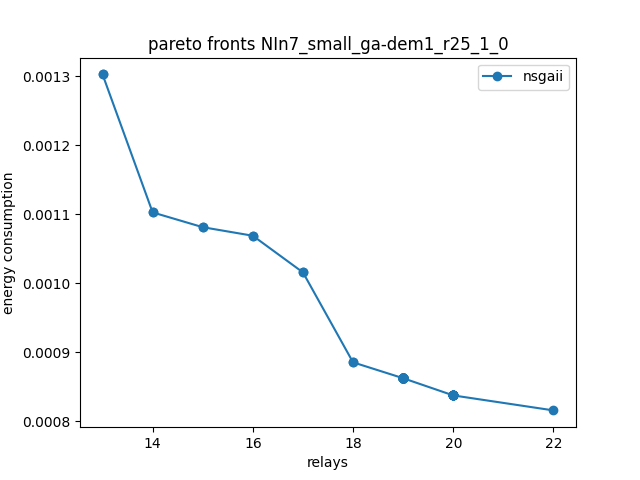 pareto fronts NIn7_small_ga-dem1_r25_1_0
nsgaii
energy consumption
0.0013
0.0012
0.0011
0.0010
0.0009
0.0008
14 16 18 20 22
relays